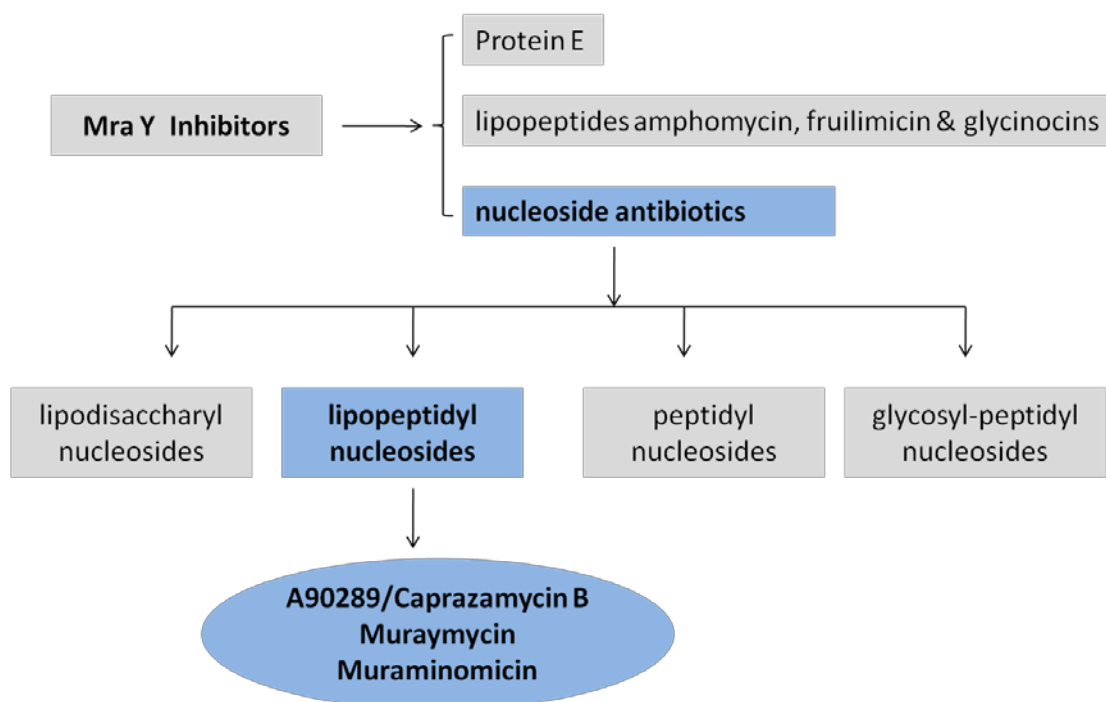 Protein E
Mra Y Inhibitors
lipopeptides amphomycin, fruilimicin & glycinocins
nucleoside antibiotics
lipodisaccharyl
nucleosides
lipopeptidyl
nucleosides
peptidyl
nucleosides
glycosyl-peptidyl
nucleosides
A90289/Caprazamycin B
Muraymycin
Muraminomicin